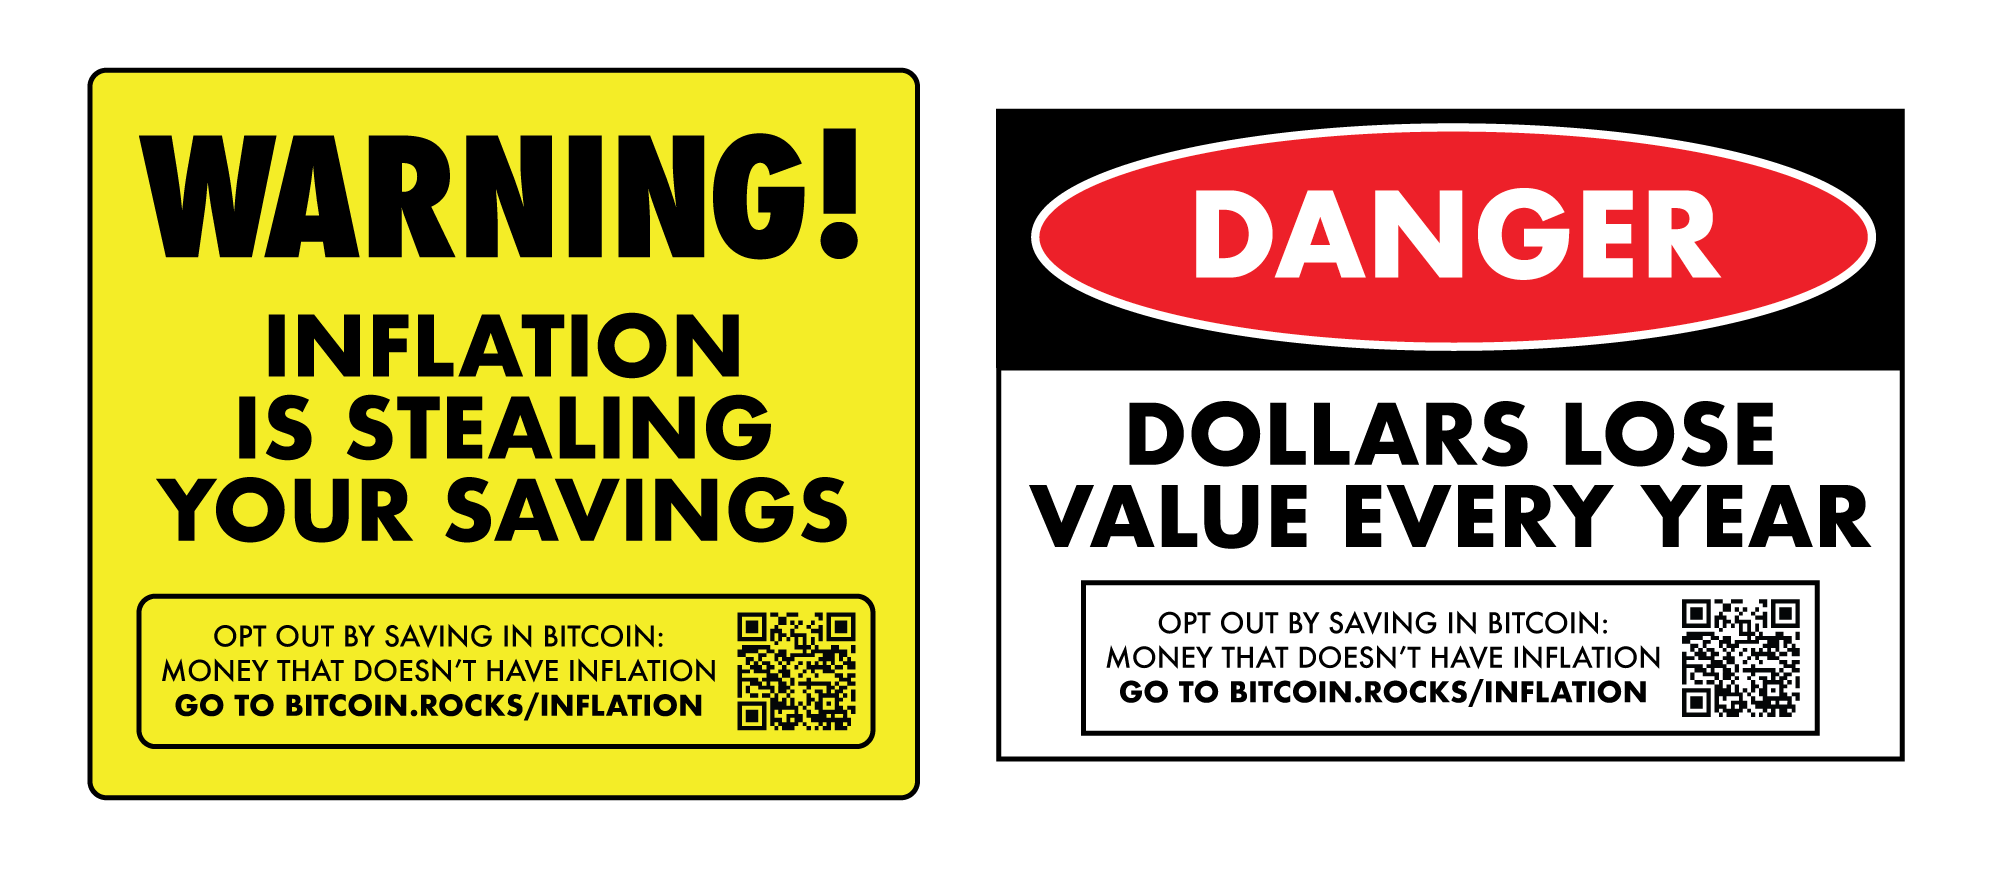 WARNING!
INFLATION
IS STEALING
YOUR SAVINGS
OPT OUT BY SAVING IN BITCOIN:
MONEY THAT DOESN'T HAVE INFLATION
GO TO BITCOIN.ROCKS/INFLATION
DANGER
DOLLARS LOSE
VALUE EVERY YEAR
OPT OUT BY SAVING IN BITCOIN:
MONEY THAT DOESN'T HAVE INFLATION
GO TO BITCOIN.ROCKS/INFLATION